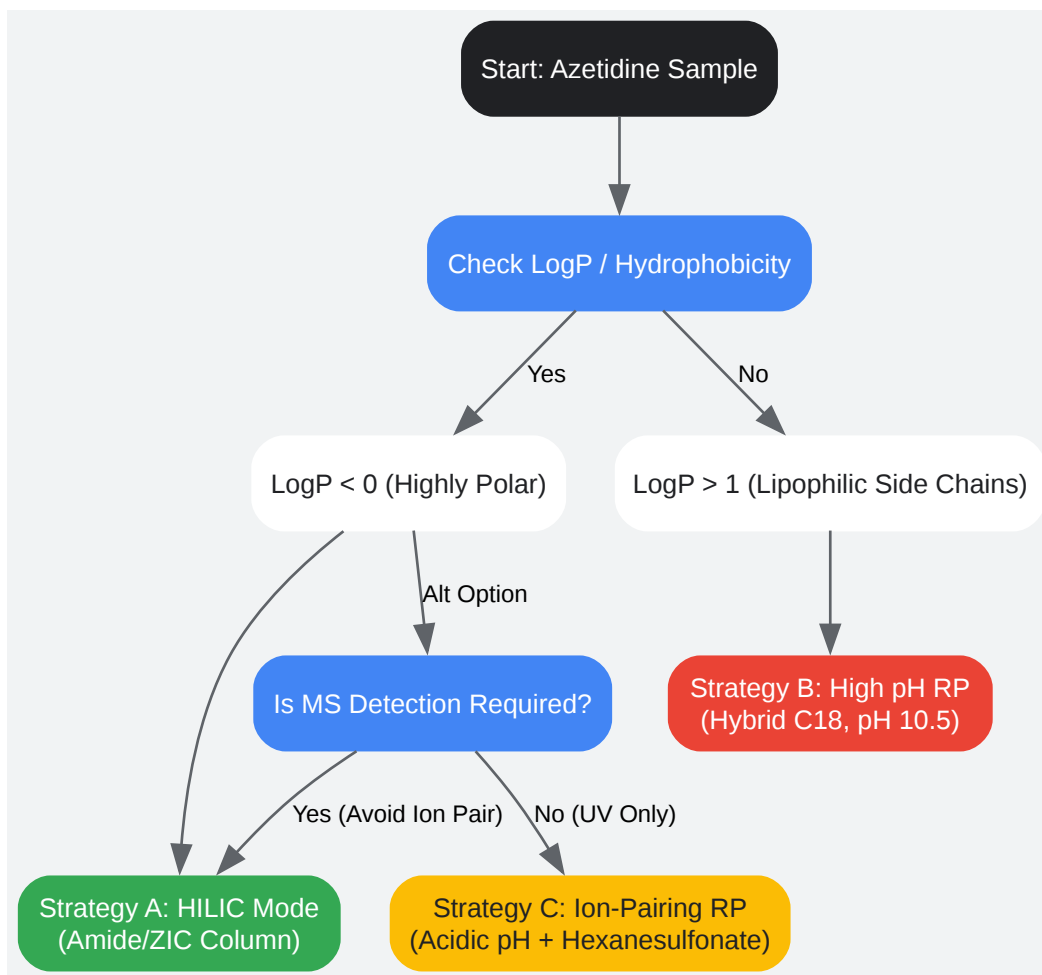 Start: Azetidine Sample
Check LogP / Hydrophobicity
Yes
No
LogP < 0 (Highly Polar)
LogP > 1 (Lipophilic Side Chains)
Alt Option
Is MS Detection Required?
Strategy B: High pH RP
(Hybrid C18, pH 10.5)
Yes (Avoid Ion Pair)
No (UV Only)
Strategy A: HILIC Mode
(Amide/ZIC Column)
Strategy C: Ion-Pairing RP
(Acidic pH + Hexanesulfonate)